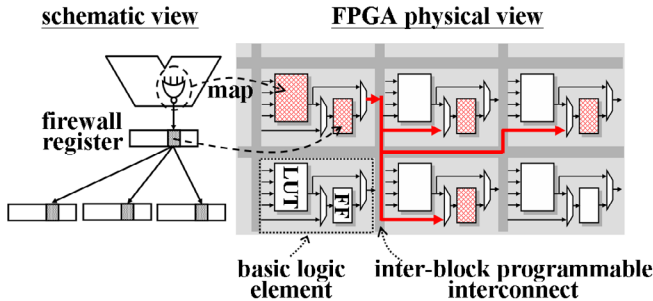 schematic view
FPGA physical view
map
firewall
register
LUT
FF
basic logic
element
inter-block programmable
interconnect